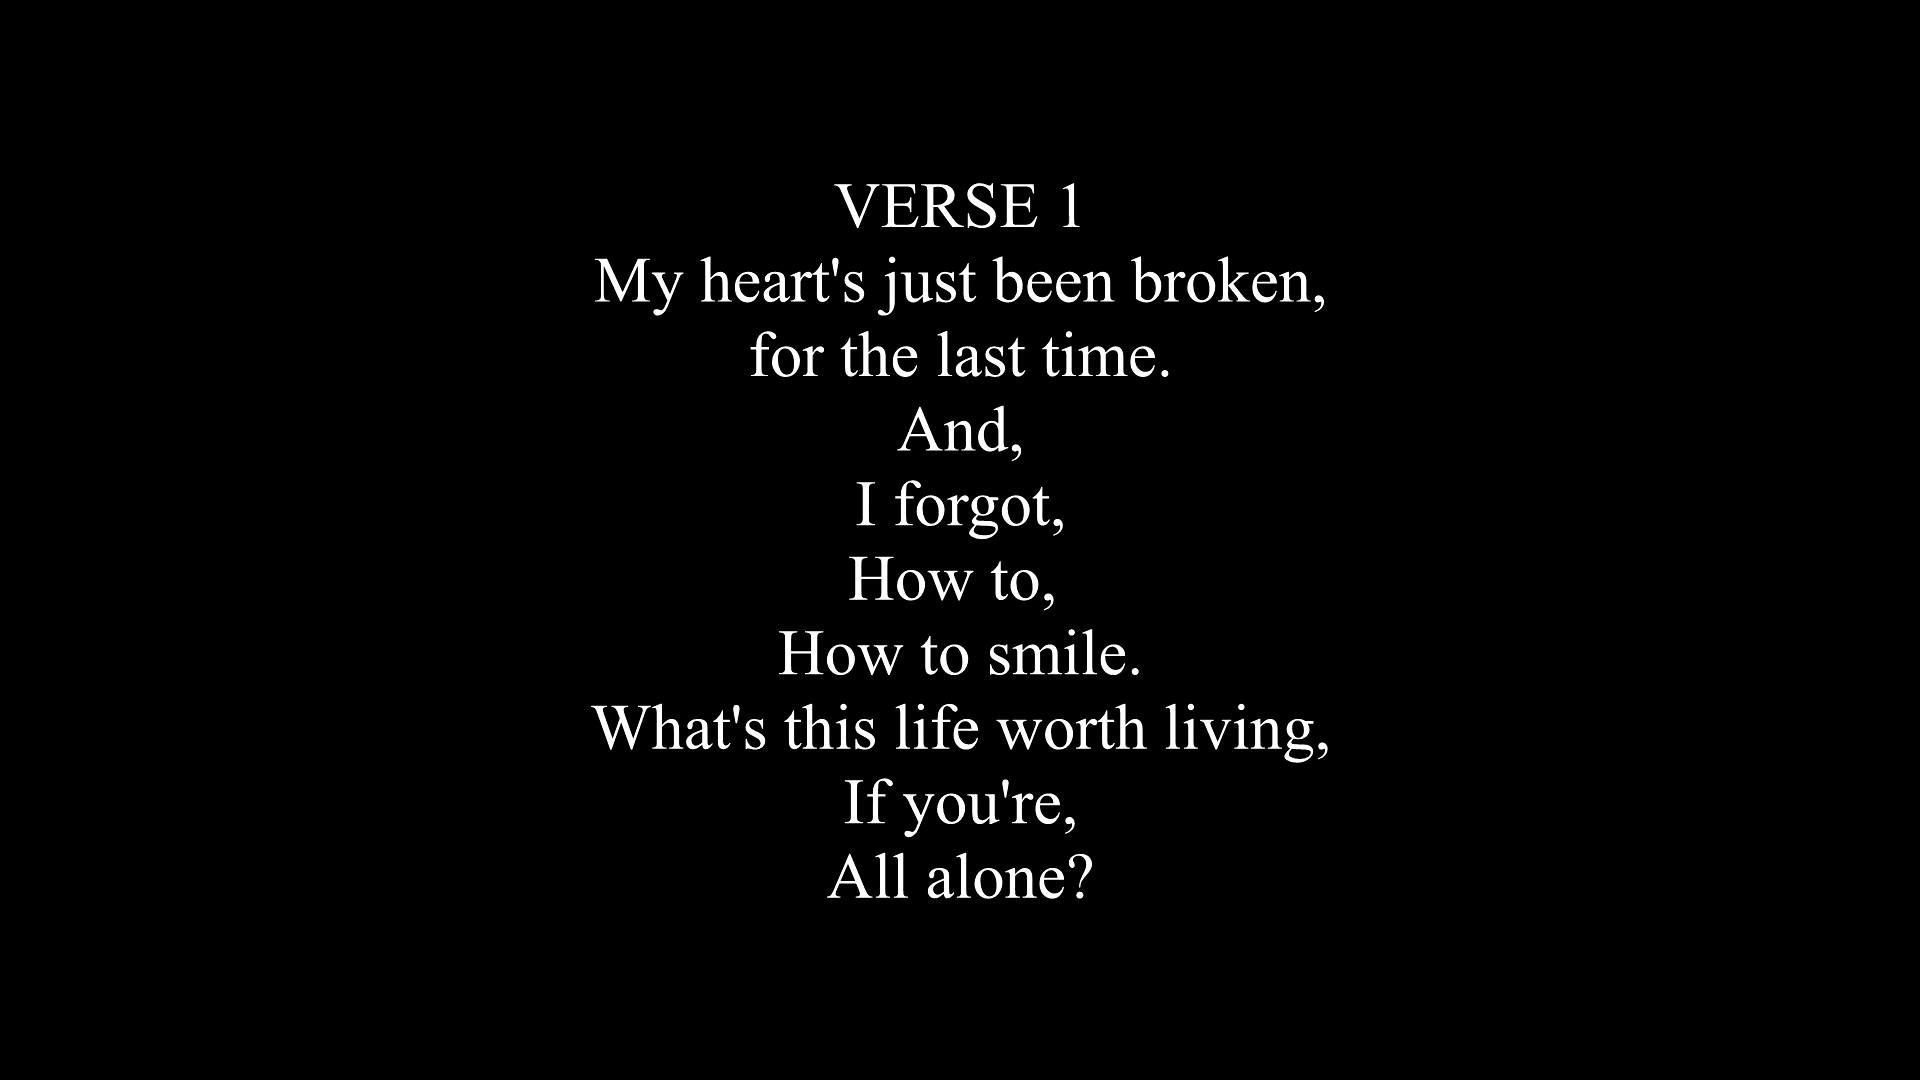 VERSE 1
My heart's just been broken,
for the last time.
And,
I forgot,
How to,
How to smile.
What's this life worth living,
If you're,
All alone?